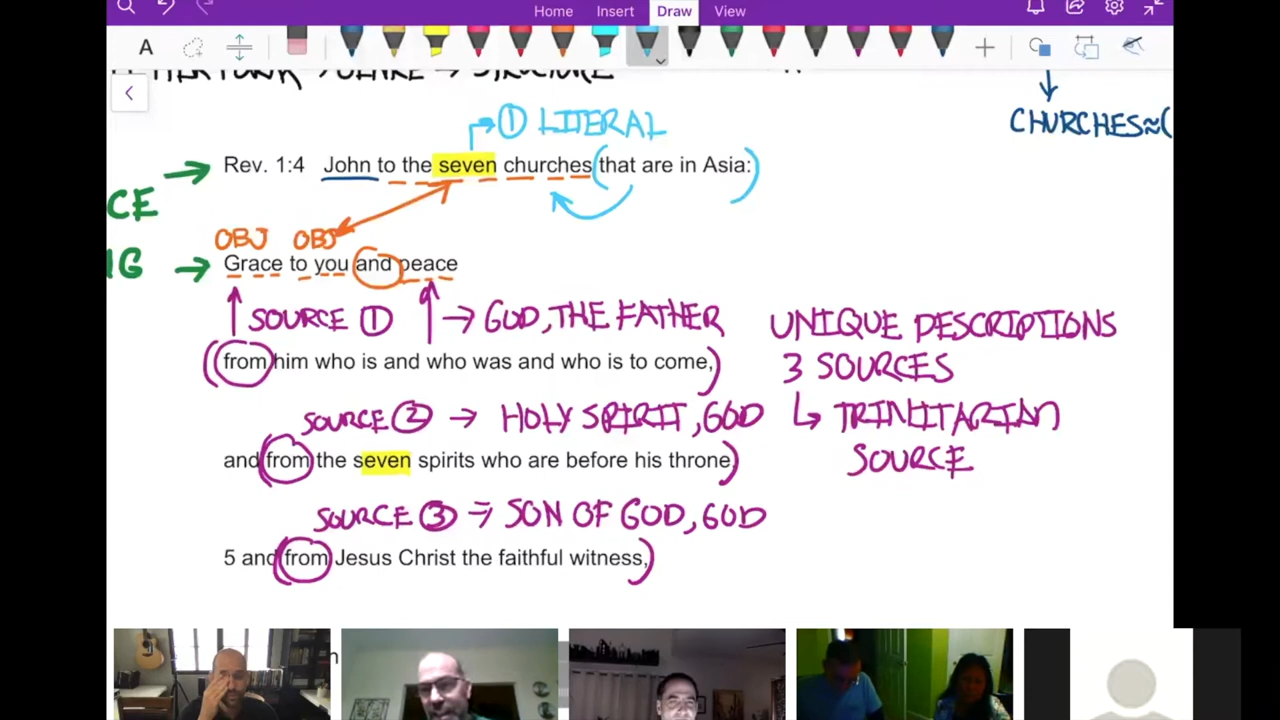 Home Insert Draw View
A
GENRE → STRUCTURE
CHURCHES≈(
→ ① LITERAL
→ Rev. 1:4 John to the seven churches (that are in Asia:)
CE
OBJ OBJ
IG → Grace to you and peace
SOURCE ① → GOD, THE FATHER
UNIQUE DESCRIPTIONS
(from him who is and who was and who is to come,)
3 SOURCES
SOURCE ② → HOLY SPIRIT, GOD
↳ TRINITARIAN
and (from the seven spirits who are before his throne,)
SOURCE
SOURCE ③ ⇒ SON OF GOD, GOD
5 and (from Jesus Christ the faithful witness,)
n